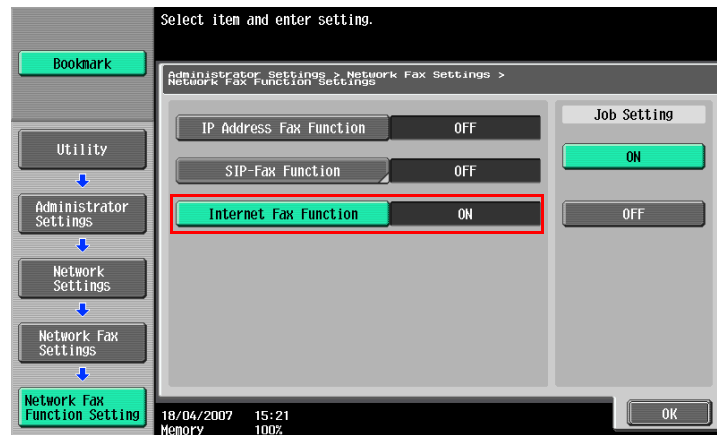 Select item and enter setting.
Bookmark
Administrator Settings > Network Fax Settings >
Network Fax Function Settings
Utility
Administrator
Settings
Network
Settings
Network Fax
Settings
Network Fax
Function Setting
IP Address Fax Function OFF
SIP-Fax Function OFF
Internet Fax Function ON
Job Setting
ON
OFF
18/04/2007 15:21
Memory 100%
OK